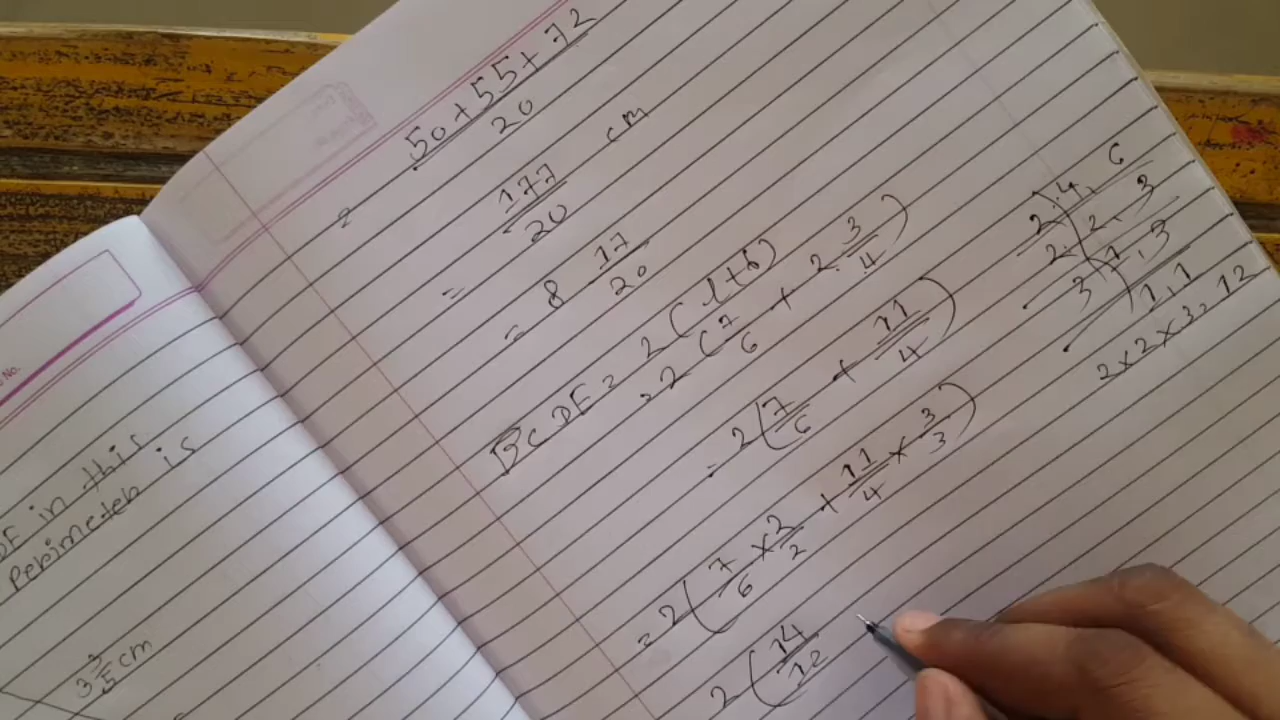 DE in this
Perimeter is
3 3/5 cm
= 50+55+72/20
= 177/20 cm
= 8 17/20
BCDE = 2(l+b)
= 2(7/6 + 2 3/4)
= 2(7/6 + 11/4)
= 2(7/6 × 2/2 + 11/4 × 3/3)
2(14/12
2 4, 6
2 2, 3
3 1, 3
1, 1
2×2×3=12